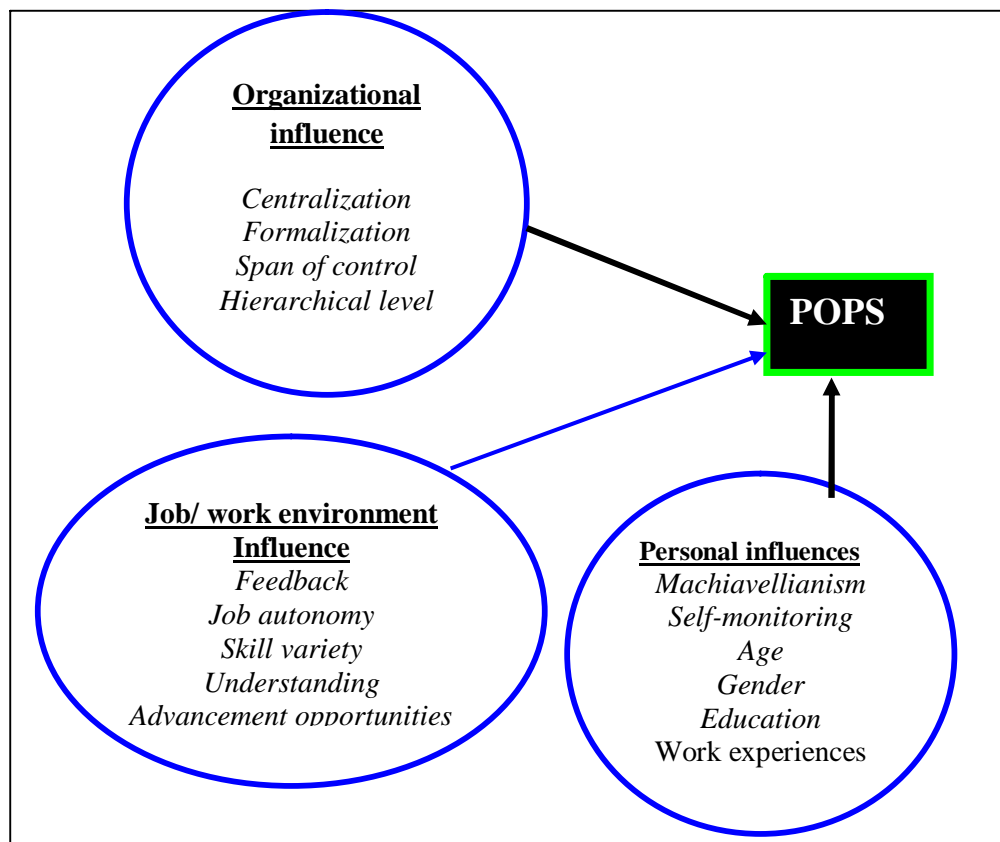 Organizational
influence
Centralization
Formalization
Span of control
Hierarchical level
POPS
Job/ work environment
Influence
Feedback
Job autonomy
Skill variety
Understanding
Advancement opportunities
Personal influences
Machiavellianism
Self-monitoring
Age
Gender
Education
Work experiences